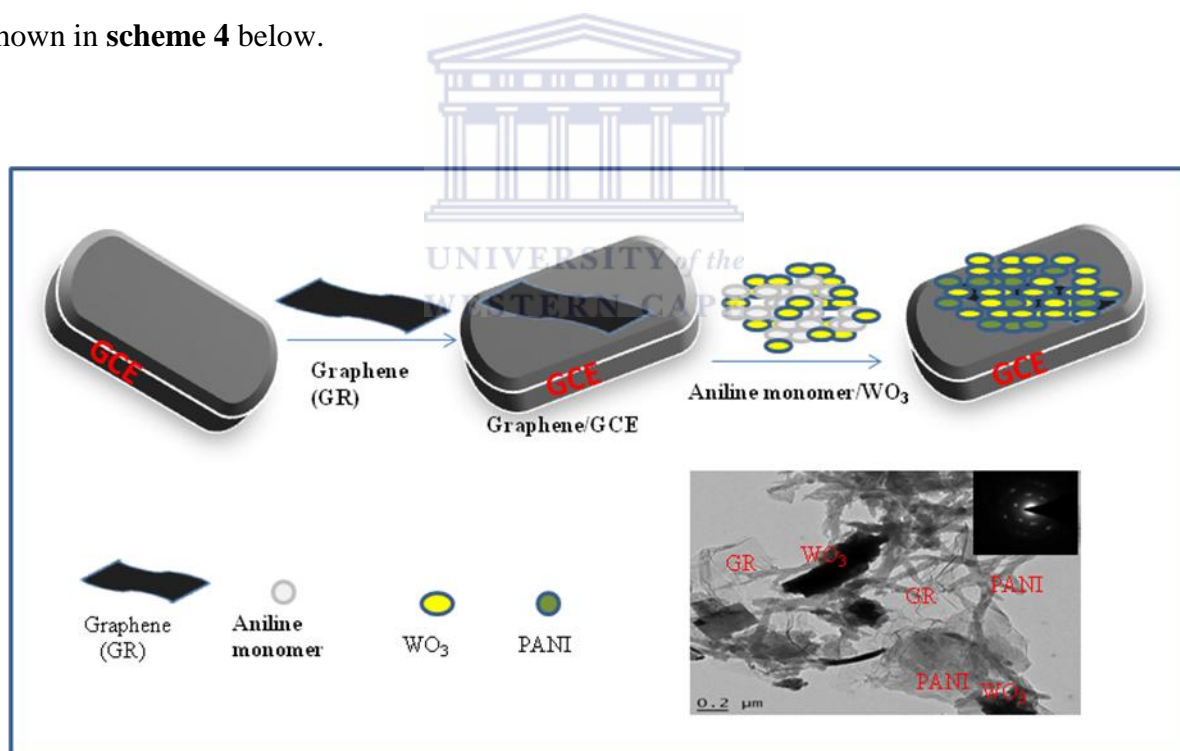 nown in scheme 4 below.
UNIVERSITY of the
WESTERN CAPE
GCE
Graphene
(GR)
GCE
Graphene/GCE
Aniline monomer/WO₃
GCE
Graphene
(GR)
Aniline
monomer
WO₃
PANI
GR
WO₃
GR
PANI
PANI
WO₃
0.2 µm